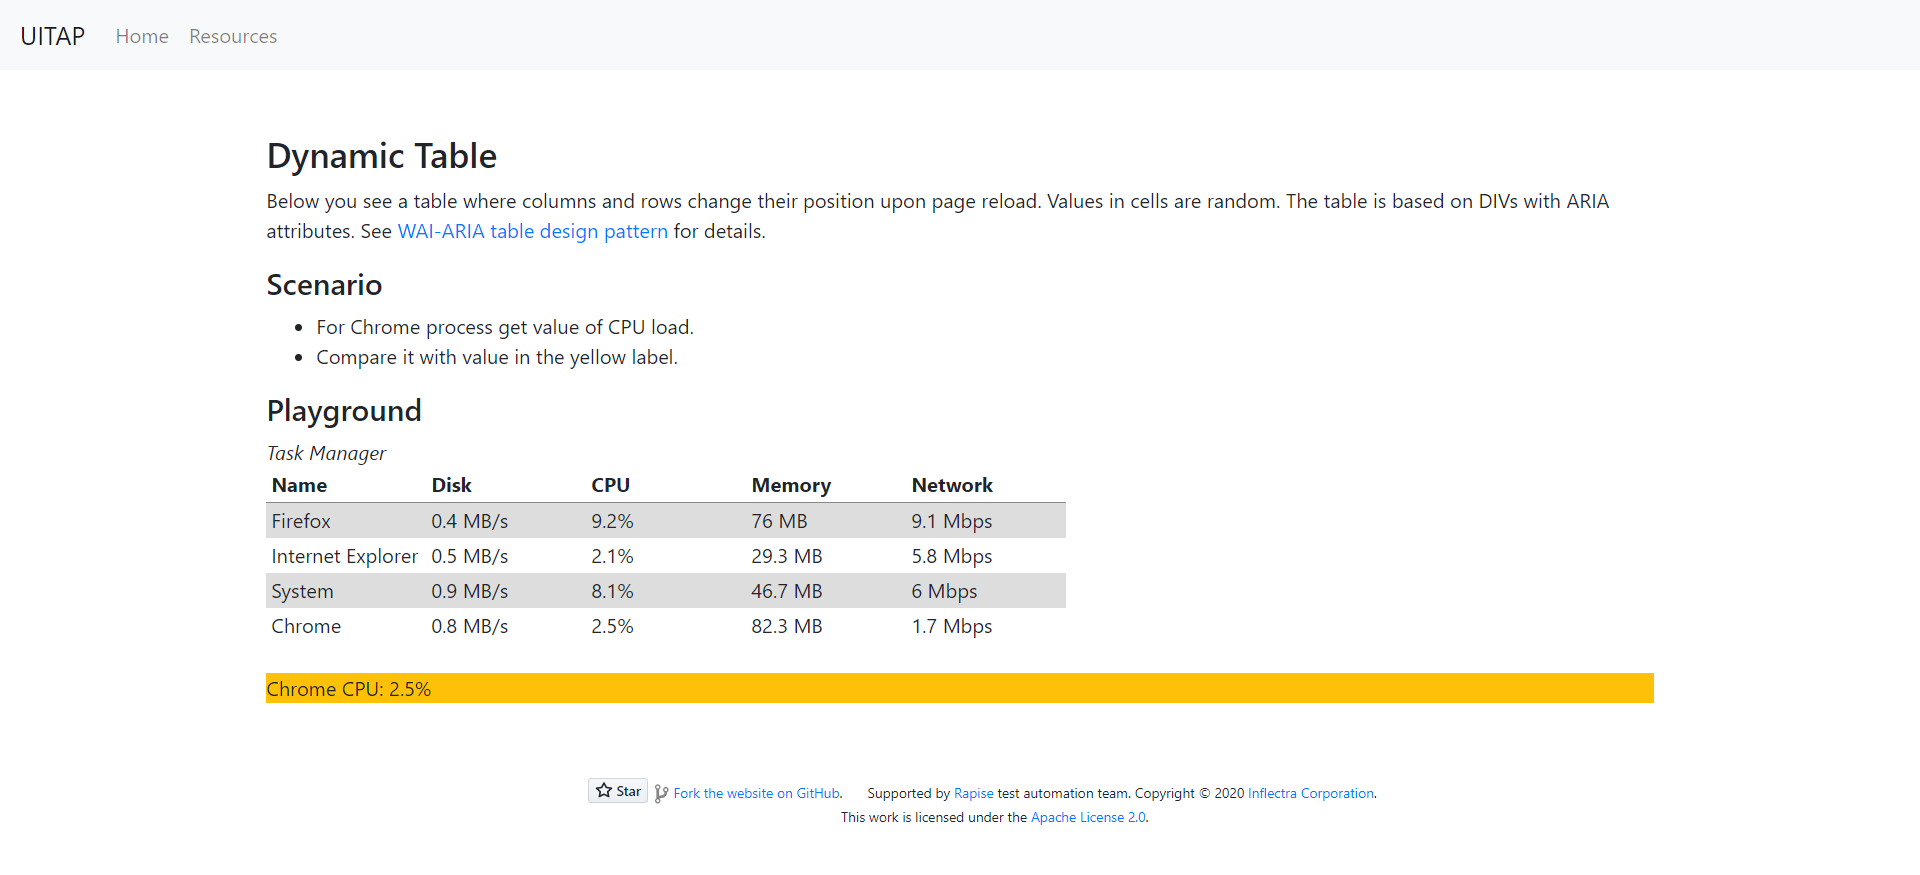 UITAP Home Resources
Dynamic Table
Below you see a table where columns and rows change their position upon page reload. Values in cells are random. The table is based on DIVs with ARIA
attributes. See WAI-ARIA table design pattern for details.
Scenario
• For Chrome process get value of CPU load.
• Compare it with value in the yellow label.
Playground
Task Manager
Name Disk CPU Memory Network
Firefox 0.4 MB/s 9.2% 76 MB 9.1 Mbps
Internet Explorer 0.5 MB/s 2.1% 29.3 MB 5.8 Mbps
System 0.9 MB/s 8.1% 46.7 MB 6 Mbps
Chrome 0.8 MB/s 2.5% 82.3 MB 1.7 Mbps
Chrome CPU: 2.5%
Star Fork the website on GitHub. Supported by Rapise test automation team. Copyright © 2020 Inflectra Corporation.
This work is licensed under the Apache License 2.0.